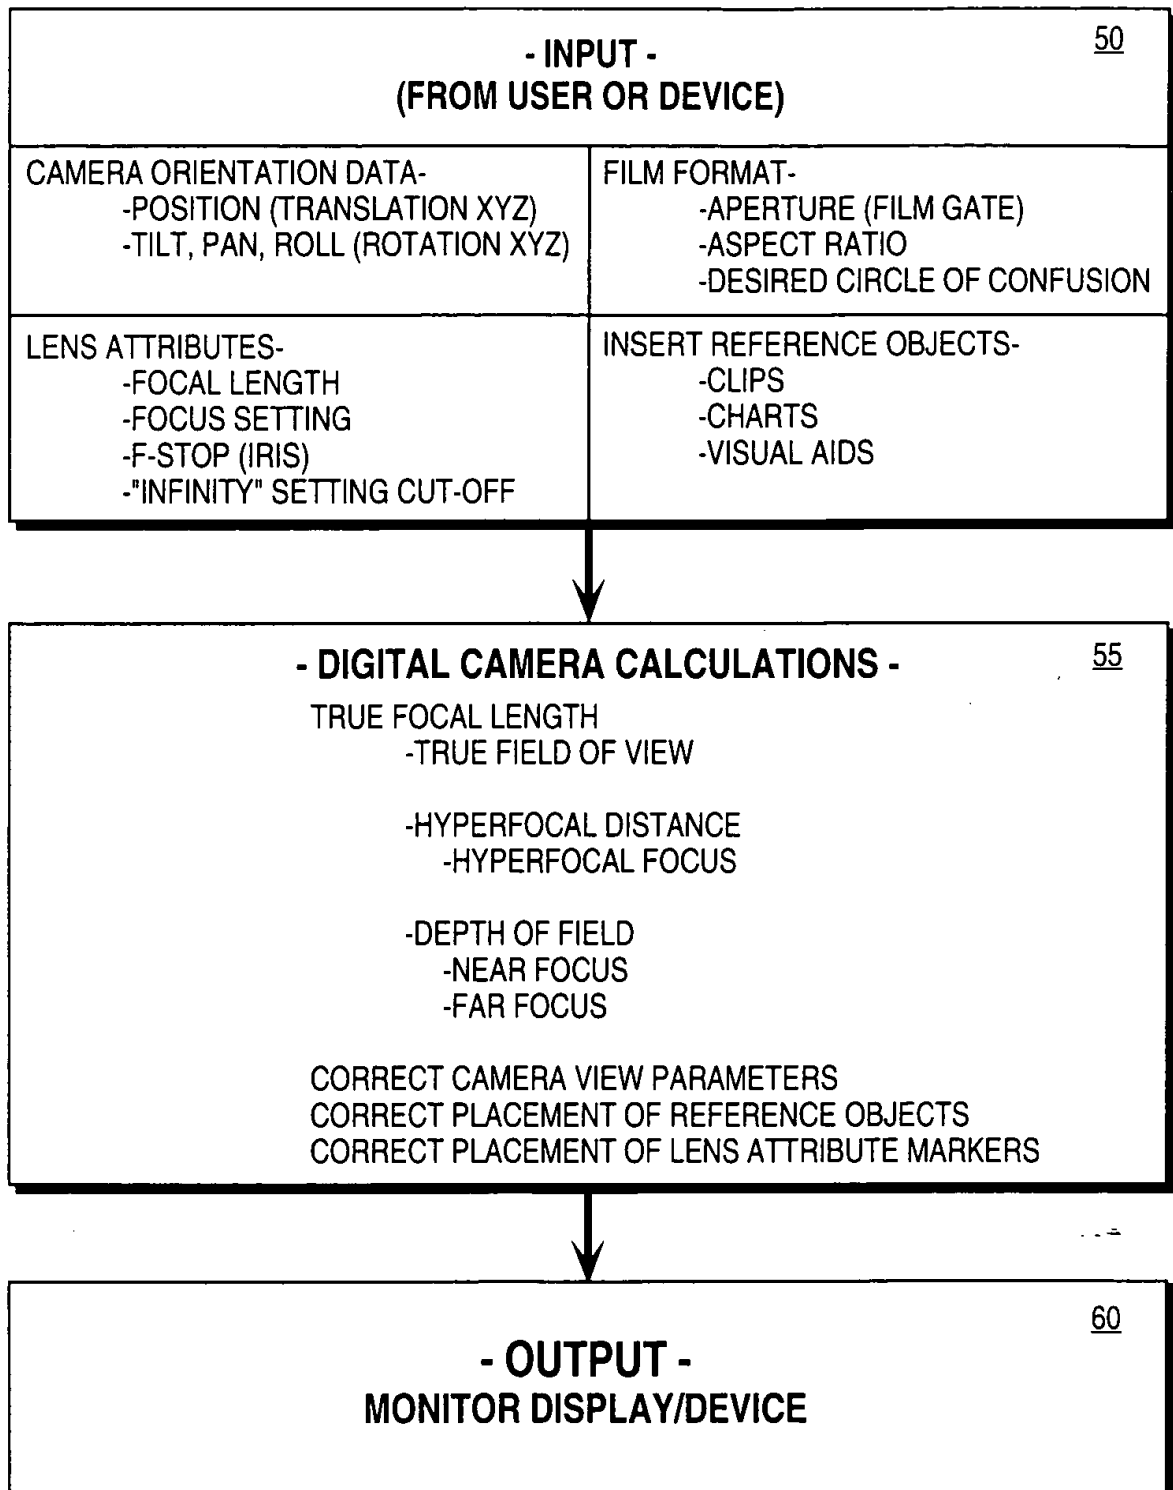 50
- INPUT -
(FROM USER OR DEVICE)
CAMERA ORIENTATION DATA-
-POSITION (TRANSLATION XYZ)
-TILT, PAN, ROLL (ROTATION XYZ)
FILM FORMAT-
-APERTURE (FILM GATE)
-ASPECT RATIO
-DESIRED CIRCLE OF CONFUSION
LENS ATTRIBUTES-
-FOCAL LENGTH
-FOCUS SETTING
-F-STOP (IRIS)
-"INFINITY" SETTING CUT-OFF
INSERT REFERENCE OBJECTS-
-CLIPS
-CHARTS
-VISUAL AIDS
- DIGITAL CAMERA CALCULATIONS -
55
TRUE FOCAL LENGTH
-TRUE FIELD OF VIEW
-HYPERFOCAL DISTANCE
-HYPERFOCAL FOCUS
-DEPTH OF FIELD
-NEAR FOCUS
-FAR FOCUS
CORRECT CAMERA VIEW PARAMETERS
CORRECT PLACEMENT OF REFERENCE OBJECTS
CORRECT PLACEMENT OF LENS ATTRIBUTE MARKERS
60
- OUTPUT -
MONITOR DISPLAY/DEVICE